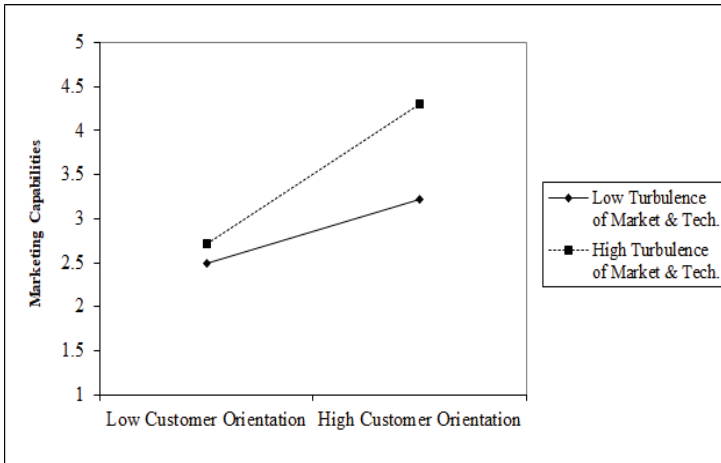 5
4.5
4
3.5
3
2.5
2
1.5
1
Marketing Capabilities
Low Customer Orientation High Customer Orientation
Low Turbulence
of Market & Tech.
High Turbulence
of Market & Tech.